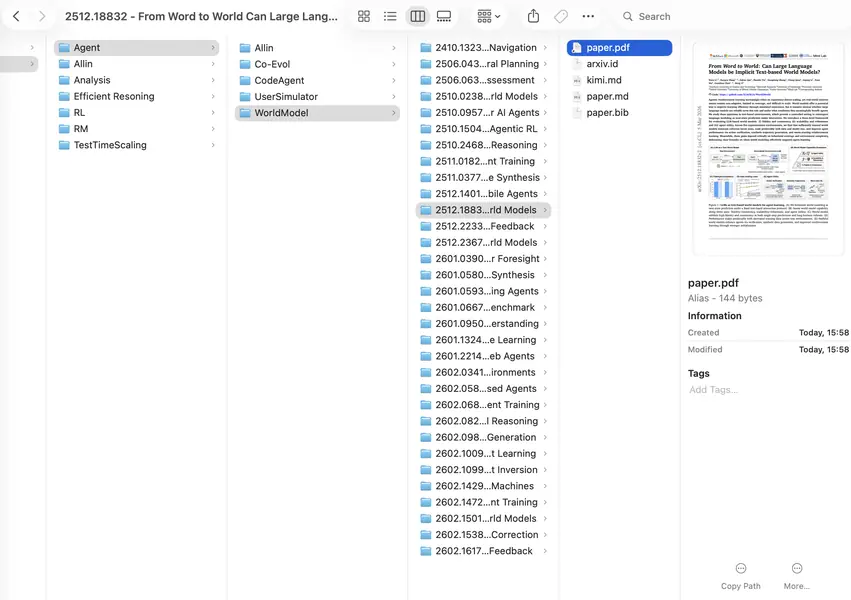 2512.18832 - From Word to World Can Large Lang...
Search
Agent
Allin
Analysis
Efficient Reasoning
RL
RM
TestTimeScaling
Allin
Co-Evol
CodeAgent
UserSimulator
WorldModel
2410.1323...Navigation
2506.043...ral Planning
2506.063...ssessment
2510.0238...rld Models
2510.0957...r AI Agents
2510.1504...Agentic RL
2510.2468...Reasoning
2511.0182...nt Training
2511.0377...e Synthesis
2512.1401...bile Agents
2512.1883...rld Models
2512.2233...Feedback
2512.2367...rld Models
2601.0390...r Foresight
2601.0580...Synthesis
2601.0593...ing Agents
2601.0667...enchmark
2601.0950...erstanding
2601.1324...e Learning
2601.2214...eb Agents
2602.0341...ironments
2602.058...sed Agents
2602.068...ent Training
2602.082...l Reasoning
2602.098...Generation
2602.1009...t Learning
2602.1099...t Inversion
2602.1429...Machines
2602.1472...nt Training
2602.1501...rld Models
2602.1538...Correction
2602.1617...Feedback
paper.pdf
arxiv.id
kimi.md
paper.md
paper.bib
From Word to World: Can Large Language
Models be Implicit Text-based World Models?
paper.pdf
Alias - 144 bytes
Information
Created Today, 15:58
Modified Today, 15:58
Tags
Add Tags...
Copy Path
More...